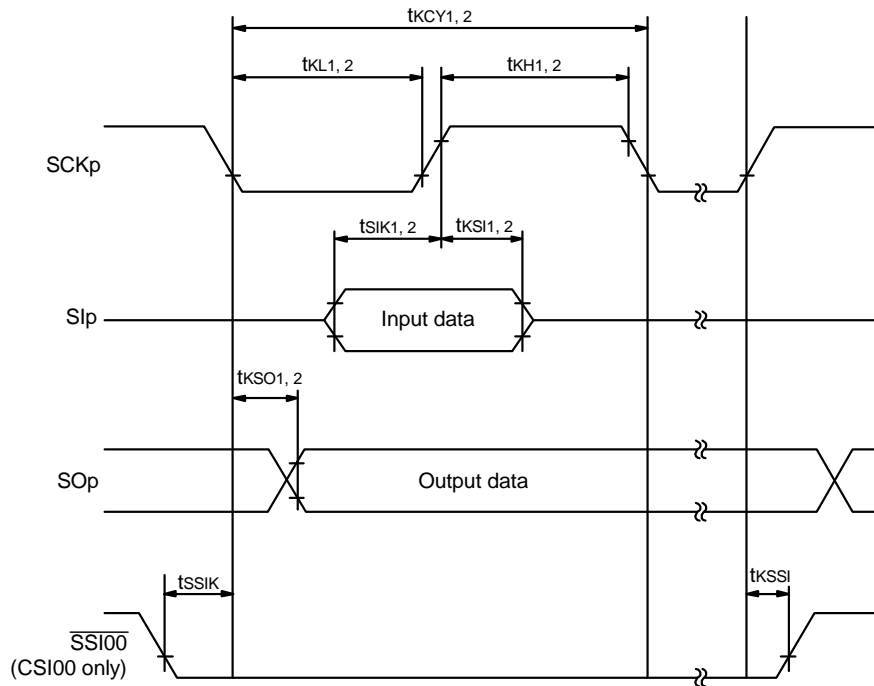 tKCY1, 2
tKL1, 2
tKH1, 2
SCKp
tSIK1, 2
tKSI1, 2
SIp
Input data
tKSO1, 2
SOp
Output data
tSSIK
tKSSI
SSI00
(CSI00 only)